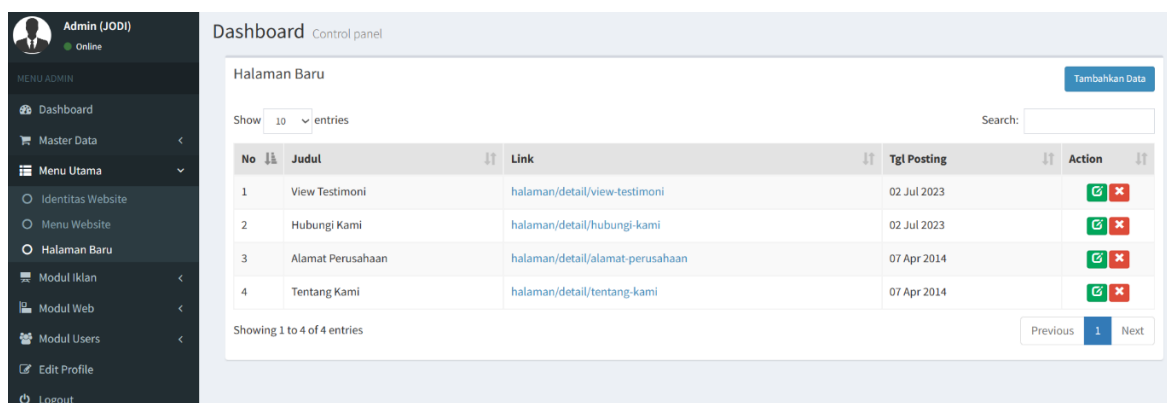 Admin (JODI)
Online
MENU ADMIN
Dashboard
Master Data
Menu Utama
Identitas Website
Menu Website
Halaman Baru
Modul Iklan
Modul Web
Modul Users
Edit Profile
Logout
Dashboard Control panel
Halaman Baru Tambahkan Data
Show 10 entries Search:
No Judul Link Tgl Posting Action
1 View Testimoni halaman/detail/view-testimoni 02 Jul 2023
2 Hubungi Kami halaman/detail/hubungi-kami 02 Jul 2023
3 Alamat Perusahaan halaman/detail/alamat-perusahaan 07 Apr 2014
4 Tentang Kami halaman/detail/tentang-kami 07 Apr 2014
Showing 1 to 4 of 4 entries Previous 1 Next